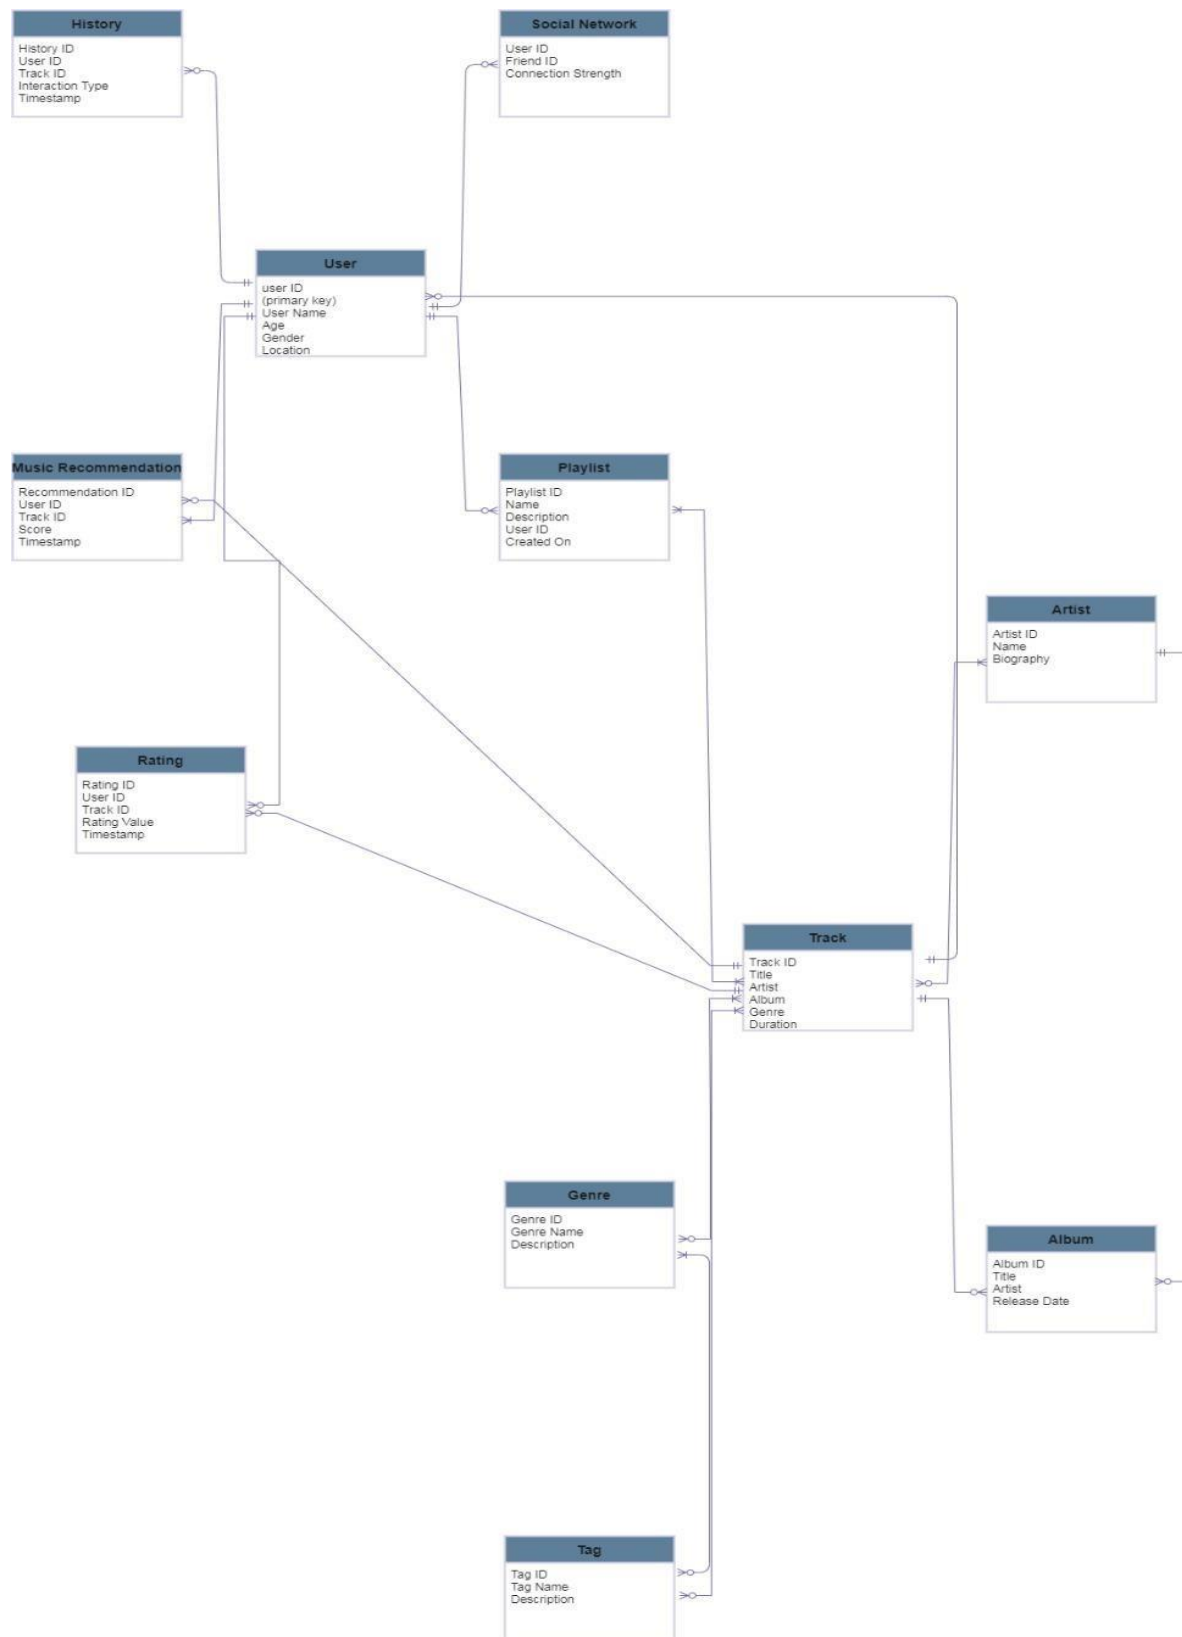 History
History ID
User ID
Track ID
Interaction Type
Timestamp
Social Network
User ID
Friend ID
Connection Strength
User
user ID
(primary key)
User Name
Age
Gender
Location
Music Recommendation
Recommendation ID
User ID
Track ID
Score
Timestamp
Playlist
Playlist ID
Name
Description
User ID
Created On
Artist
Artist ID
Name
Biography
Rating
Rating ID
User ID
Track ID
Rating Value
Timestamp
Track
Track ID
Title
Artist
Album
Genre
Duration
Genre
Genre ID
Genre Name
Description
Album
Album ID
Title
Artist
Release Date
Tag
Tag ID
Tag Name
Description